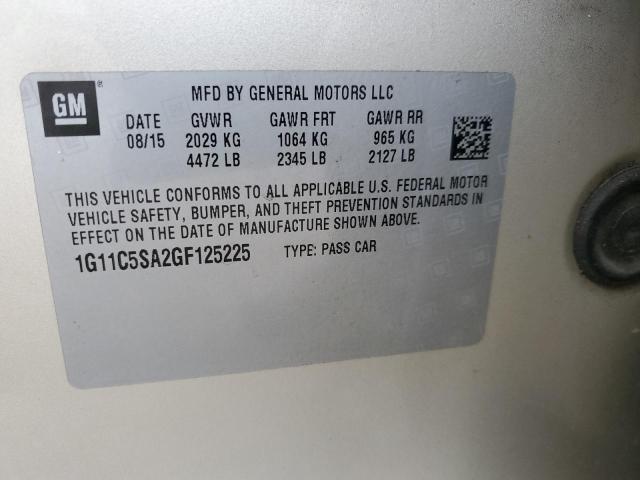 GM
®
MFD BY GENERAL MOTORS LLC
DATE GVWR GAWR FRT GAWR RR
08/15 2029 KG 1064 KG 965 KG
4472 LB 2345 LB 2127 LB
THIS VEHICLE CONFORMS TO ALL APPLICABLE U.S. FEDERAL MOTOR
VEHICLE SAFETY, BUMPER, AND THEFT PREVENTION STANDARDS IN
EFFECT ON THE DATE OF MANUFACTURE SHOWN ABOVE.
1G11C5SA2GF125225 TYPE: PASS CAR